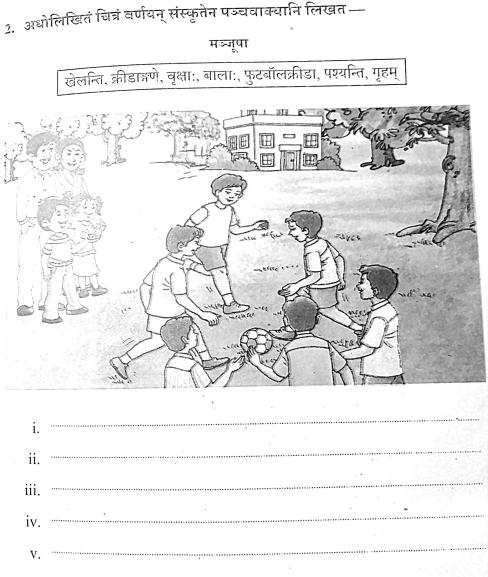 2. अधोलिखितं चित्रं वर्णयन् संस्कृतेन पञ्चवाक्यानि लिखत—
मञ्जूषा
खेलन्ति, क्रीडाङ्गणे, वृक्षाः, बालाः, फुटबॉलक्रीडा, पश्यन्ति, गृहम्
i.
ii.
iii.
iv.
v.